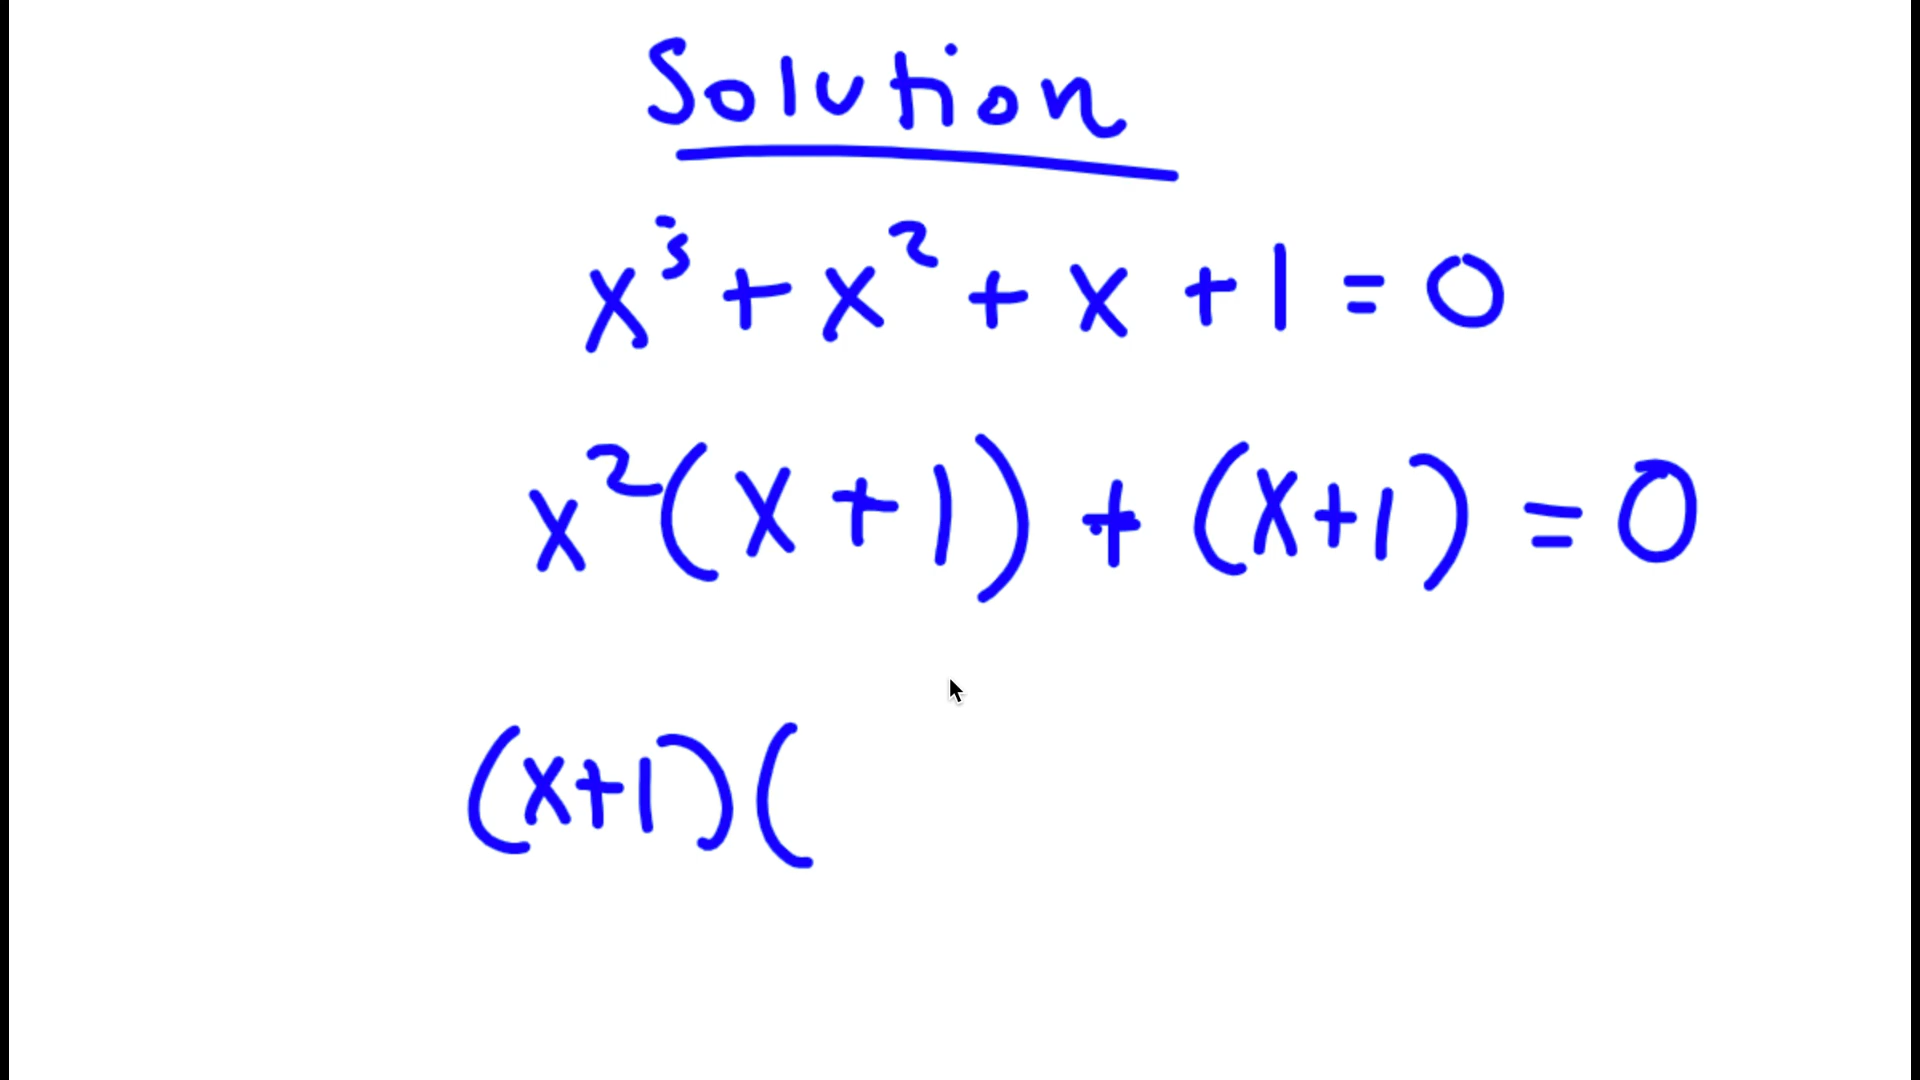 Solution
x³ + x² + x + 1 = 0
x²(x + 1) + (x+1) = 0
(x+1)(